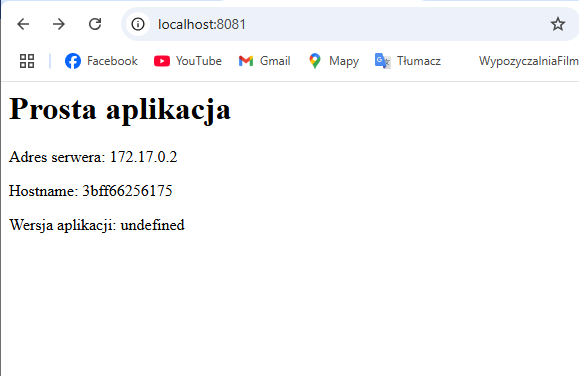 localhost:8081
Facebook YouTube Gmail Mapy Tłumacz WypozyczalniaFilm
Prosta aplikacja
Adres serwera: 172.17.0.2
Hostname: 3bff66256175
Wersja aplikacji: undefined